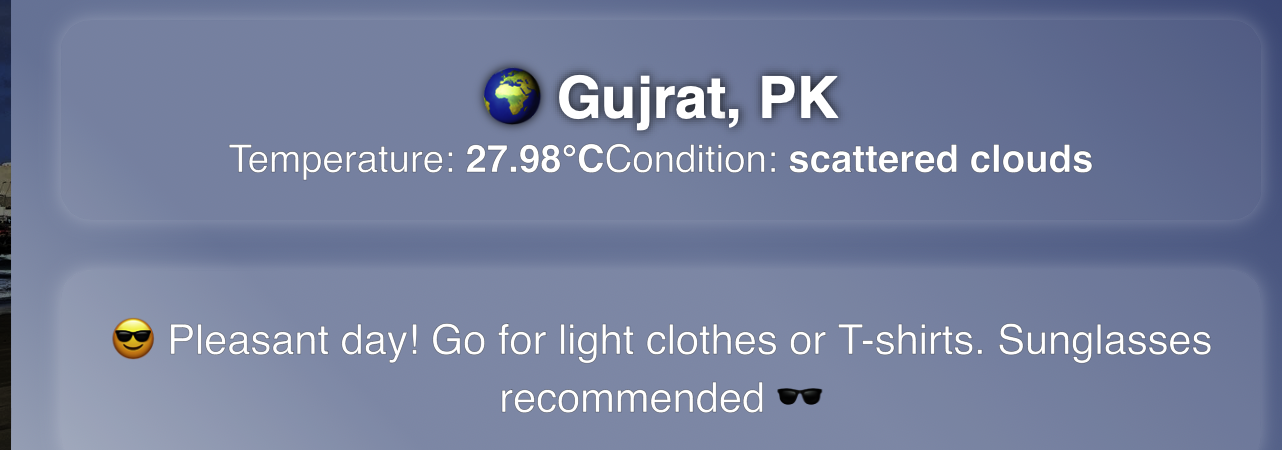 🌍 Gujrat, PK
Temperature: 27.98°CCondition: scattered clouds
😎 Pleasant day! Go for light clothes or T-shirts. Sunglasses
recommended 🕶️